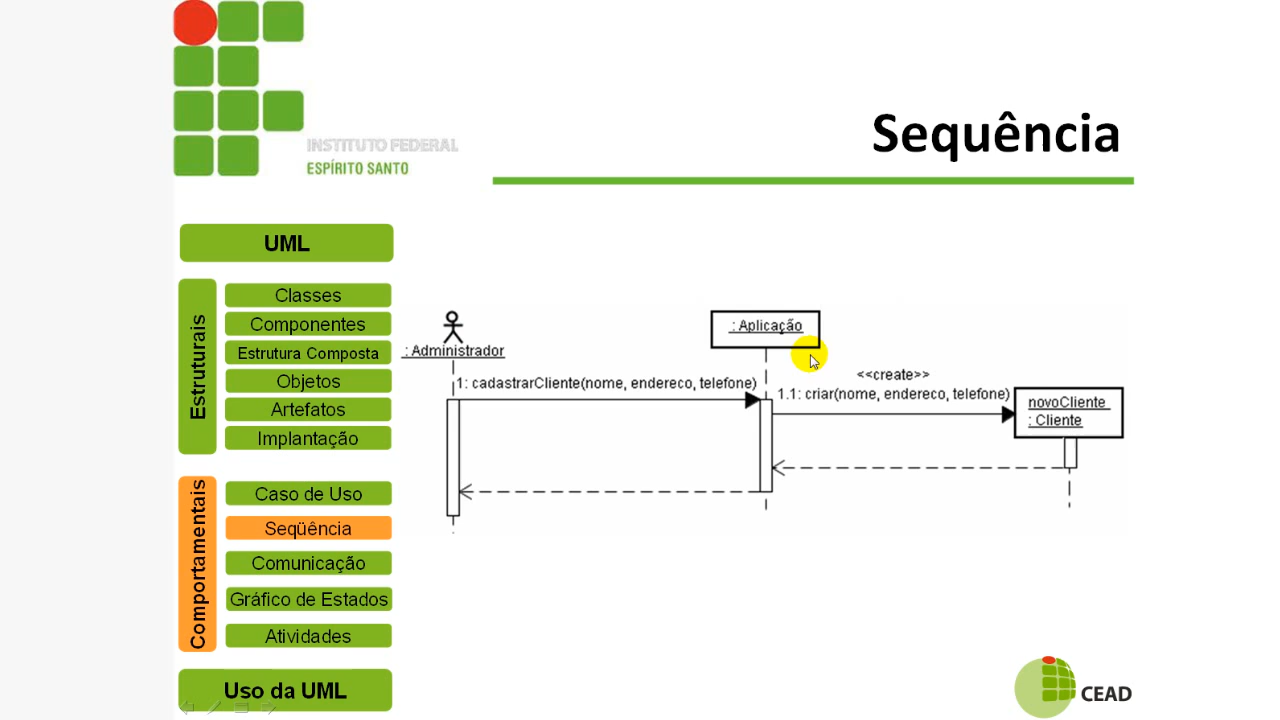 INSTITUTO FEDERAL
ESPÍRITO SANTO
Sequência
UML
Estruturais
Classes
Componentes
Estrutura Composta
Objetos
Artefatos
Implantação
Comportamentais
Caso de Uso
Seqüência
Comunicação
Gráfico de Estados
Atividades
Uso da UML
: Administrador
: Aplicação
1: cadastrarCliente(nome, endereco, telefone)
<<create>>
1.1: criar(nome, endereco, telefone)
novoCliente
: Cliente
CEAD